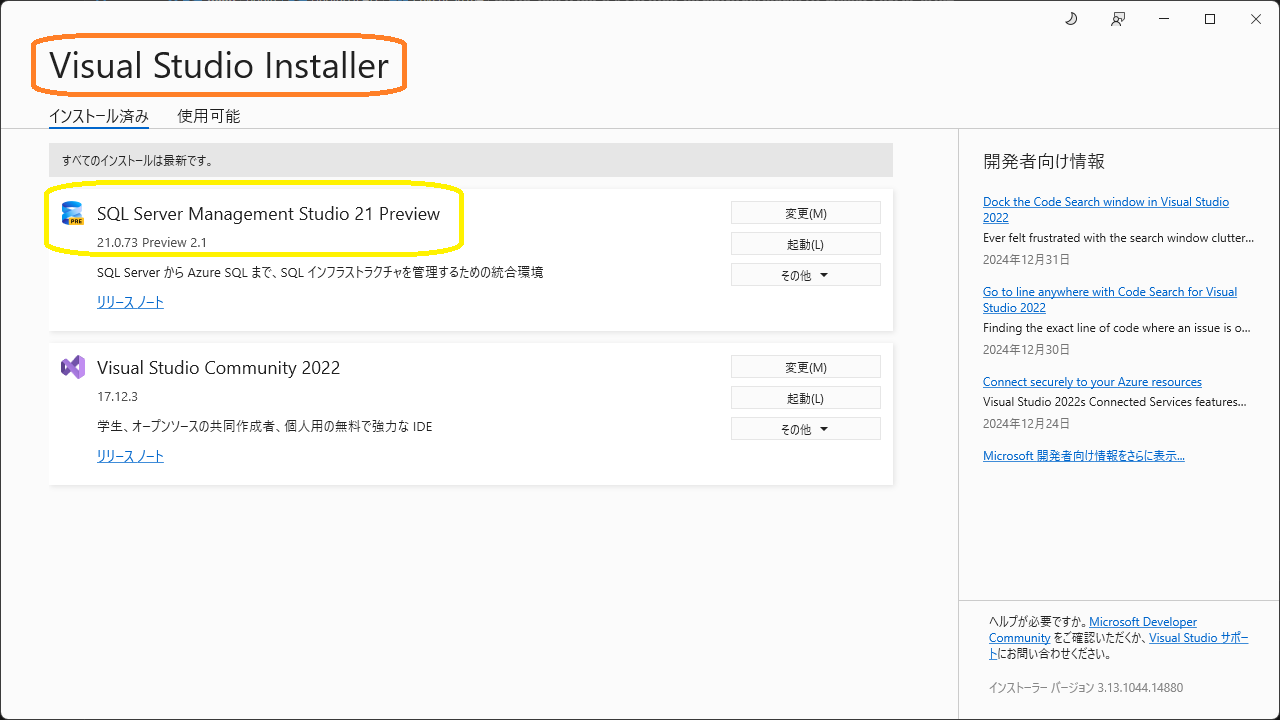 Visual Studio Installer
インストール済み 使用可能
すべてのインストールは最新です。
SQL Server Management Studio 21 Preview
PRE
21.0.73 Preview 2.1
SQL Server から Azure SQL まで、SQL インフラストラクチャを管理するための統合環境
リリース ノート
変更(M)
起動(L)
その他
Visual Studio Community 2022
17.12.3
学生、オープンソースの共同作成者、個人用の無料で強力な IDE
リリース ノート
変更(M)
起動(L)
その他
開発者向け情報
Dock the Code Search window in Visual Studio
2022
Ever felt frustrated with the search window clutter...
2024年12月31日
Go to line anywhere with Code Search for Visual
Studio 2022
Finding the exact line of code where an issue is o...
2024年12月30日
Connect securely to your Azure resources
Visual Studio 2022s Connected Services features...
2024年12月24日
Microsoft 開発者向け情報をさらに表示...
ヘルプが必要ですか。Microsoft Developer
Community をご確認いただくか、Visual Studio サポー
トにお問い合わせください。
インストーラー バージョン 3.13.1044.14880